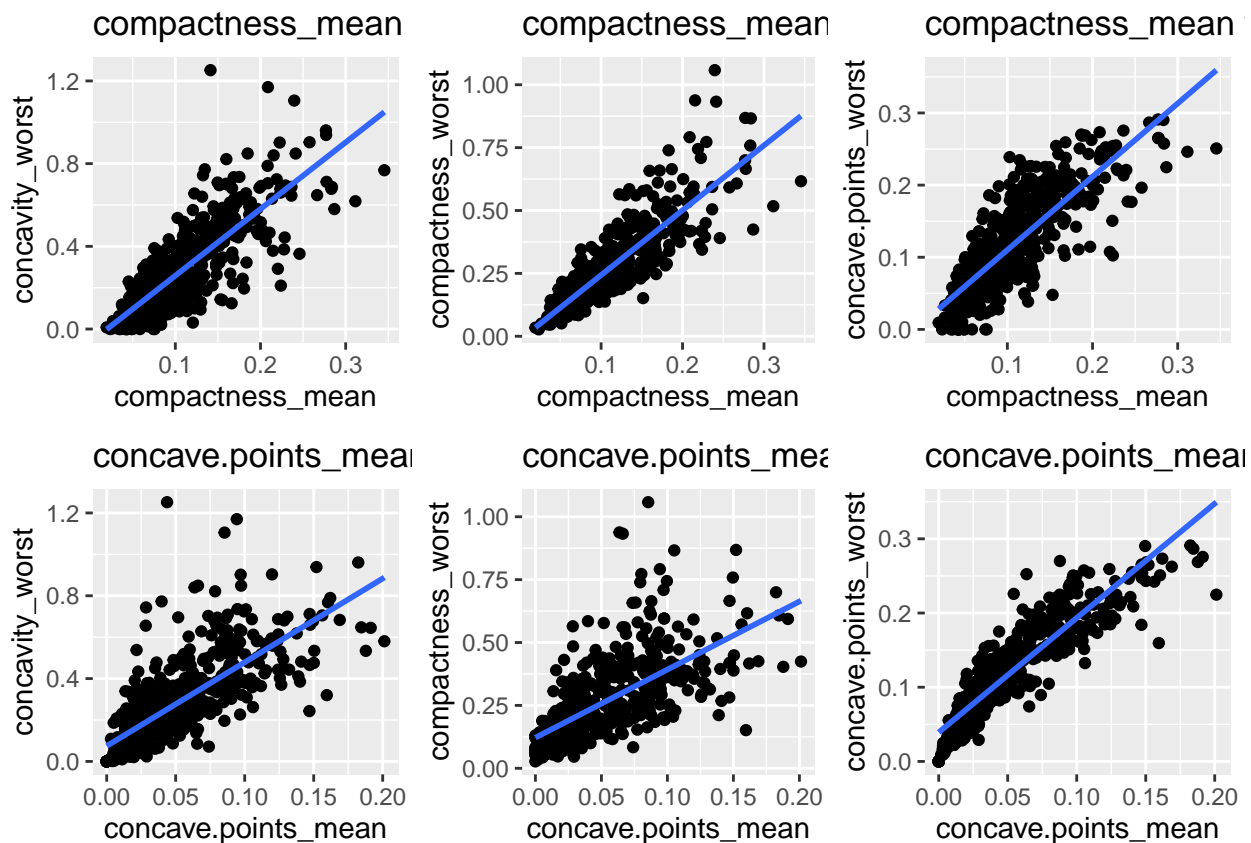 compactness_mean
concavity_worst
1.2
0.8
0.4
0.0
0.1 0.2 0.3
compactness_mean
compactness_mean
compactness_worst
1.00
0.75
0.50
0.25
0.00
0.1 0.2 0.3
compactness_mean
compactness_mean
concave.points_worst
0.3
0.2
0.1
0.0
0.1 0.2 0.3
compactness_mean
concave.points_mea
concavity_worst
1.2
0.8
0.4
0.0
0.00 0.05 0.10 0.15 0.20
concave.points_mean
concave.points_mea
compactness_worst
1.00
0.75
0.50
0.25
0.00
0.00 0.05 0.10 0.15 0.20
concave.points_mean
concave.points_mean
concave.points_worst
0.3
0.2
0.1
0.0
0.00 0.05 0.10 0.15 0.20
concave.points_mean